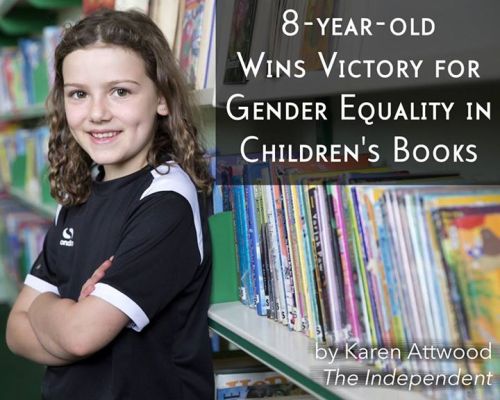 8-YEAR-OLD
WINS VICTORY FOR
GENDER EQUALITY IN
CHILDREN'S BOOKS
by Karen Attwood
The Independent